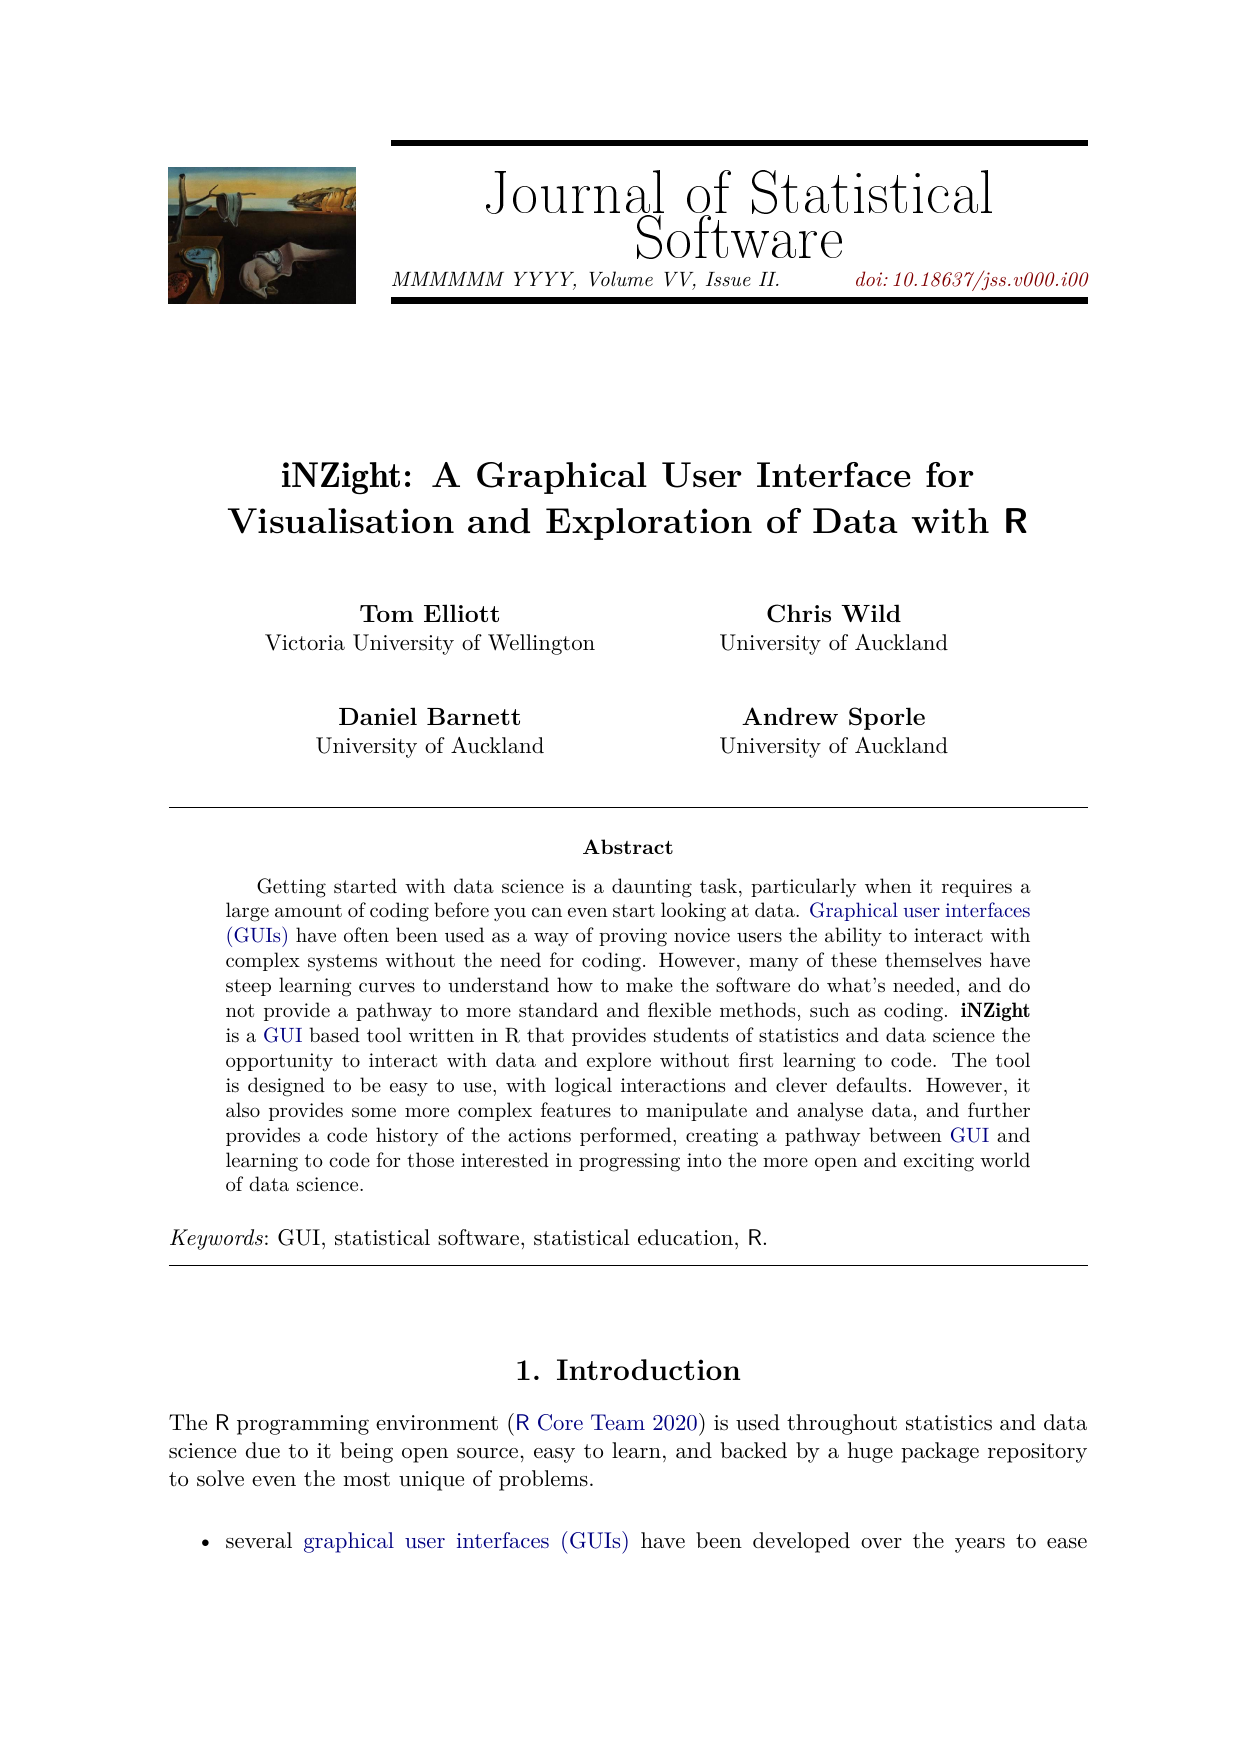 Journal of Statistical
Software
MMMMMM YYYY, Volume VV, Issue II. doi: 10.18637/jss.v000.i00
iNZight: A Graphical User Interface for
Visualisation and Exploration of Data with R
Tom Elliott
Victoria University of Wellington
Chris Wild
University of Auckland
Daniel Barnett
University of Auckland
Andrew Sporle
University of Auckland
Abstract
Getting started with data science is a daunting task, particularly when it requires a
large amount of coding before you can even start looking at data. Graphical user interfaces
(GUIs) have often been used as a way of proving novice users the ability to interact with
complex systems without the need for coding. However, many of these themselves have
steep learning curves to understand how to make the software do what's needed, and do
not provide a pathway to more standard and flexible methods, such as coding. iNZight
is a GUI based tool written in R that provides students of statistics and data science the
opportunity to interact with data and explore without first learning to code. The tool
is designed to be easy to use, with logical interactions and clever defaults. However, it
also provides some more complex features to manipulate and analyse data, and further
provides a code history of the actions performed, creating a pathway between GUI and
learning to code for those interested in progressing into the more open and exciting world
of data science.
Keywords: GUI, statistical software, statistical education, R.
1. Introduction
The R programming environment (R Core Team 2020) is used throughout statistics and data
science due to it being open source, easy to learn, and backed by a huge package repository
to solve even the most unique of problems.
• several graphical user interfaces (GUIs) have been developed over the years to ease